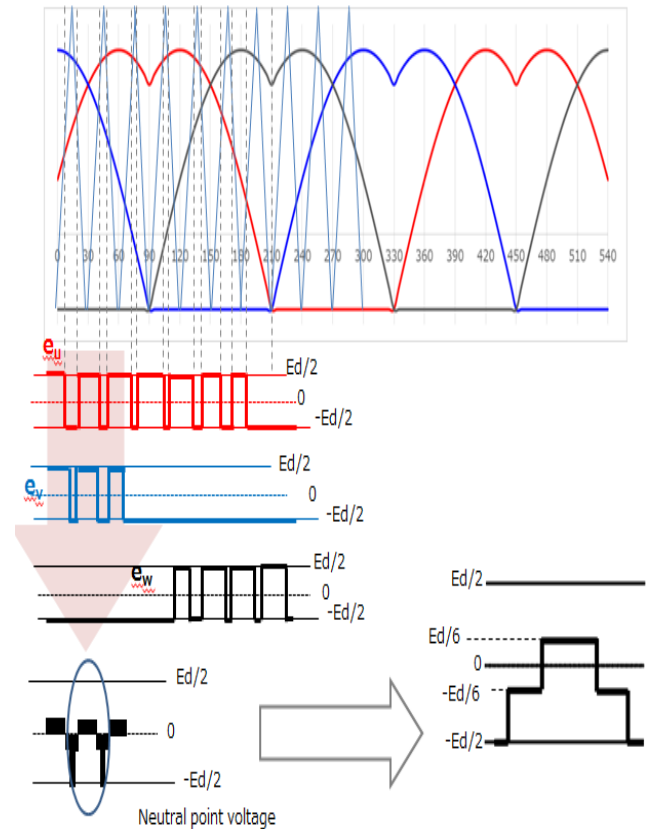 0 30 60 90 120 150 180 210 240 270 300 330 360 390 420 450 480 510 540
eu
Ed/2
0
-Ed/2
ev
Ed/2
0
-Ed/2
ew
Ed/2
0
-Ed/2
Ed/2
0
-Ed/2
Neutral point voltage
Ed/2
Ed/6
0
-Ed/6
-Ed/2